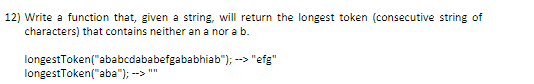 12) Write a function that, given a string, will return the longest token (consecutive string of
characters) that contains neither an a nor a b.
longestToken("ababcdababefgababhiab"); --> "efg"
longestToken("aba"); --> ""